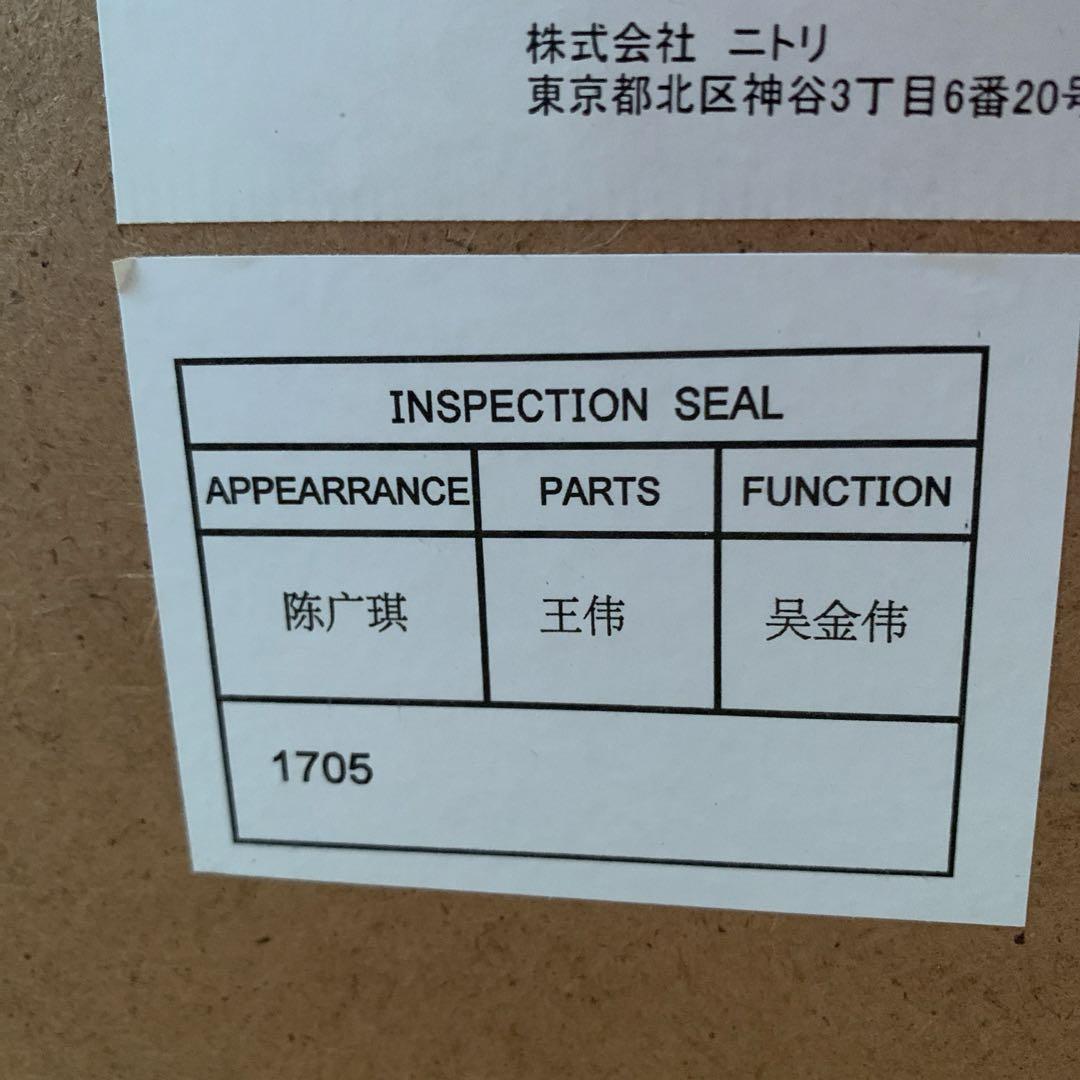 株式会社 ニトリ
東京都北区神谷3丁目6番20号
INSPECTION SEAL
APPEARRANCE PARTS FUNCTION
陈广琪 王伟 吴金伟
1705